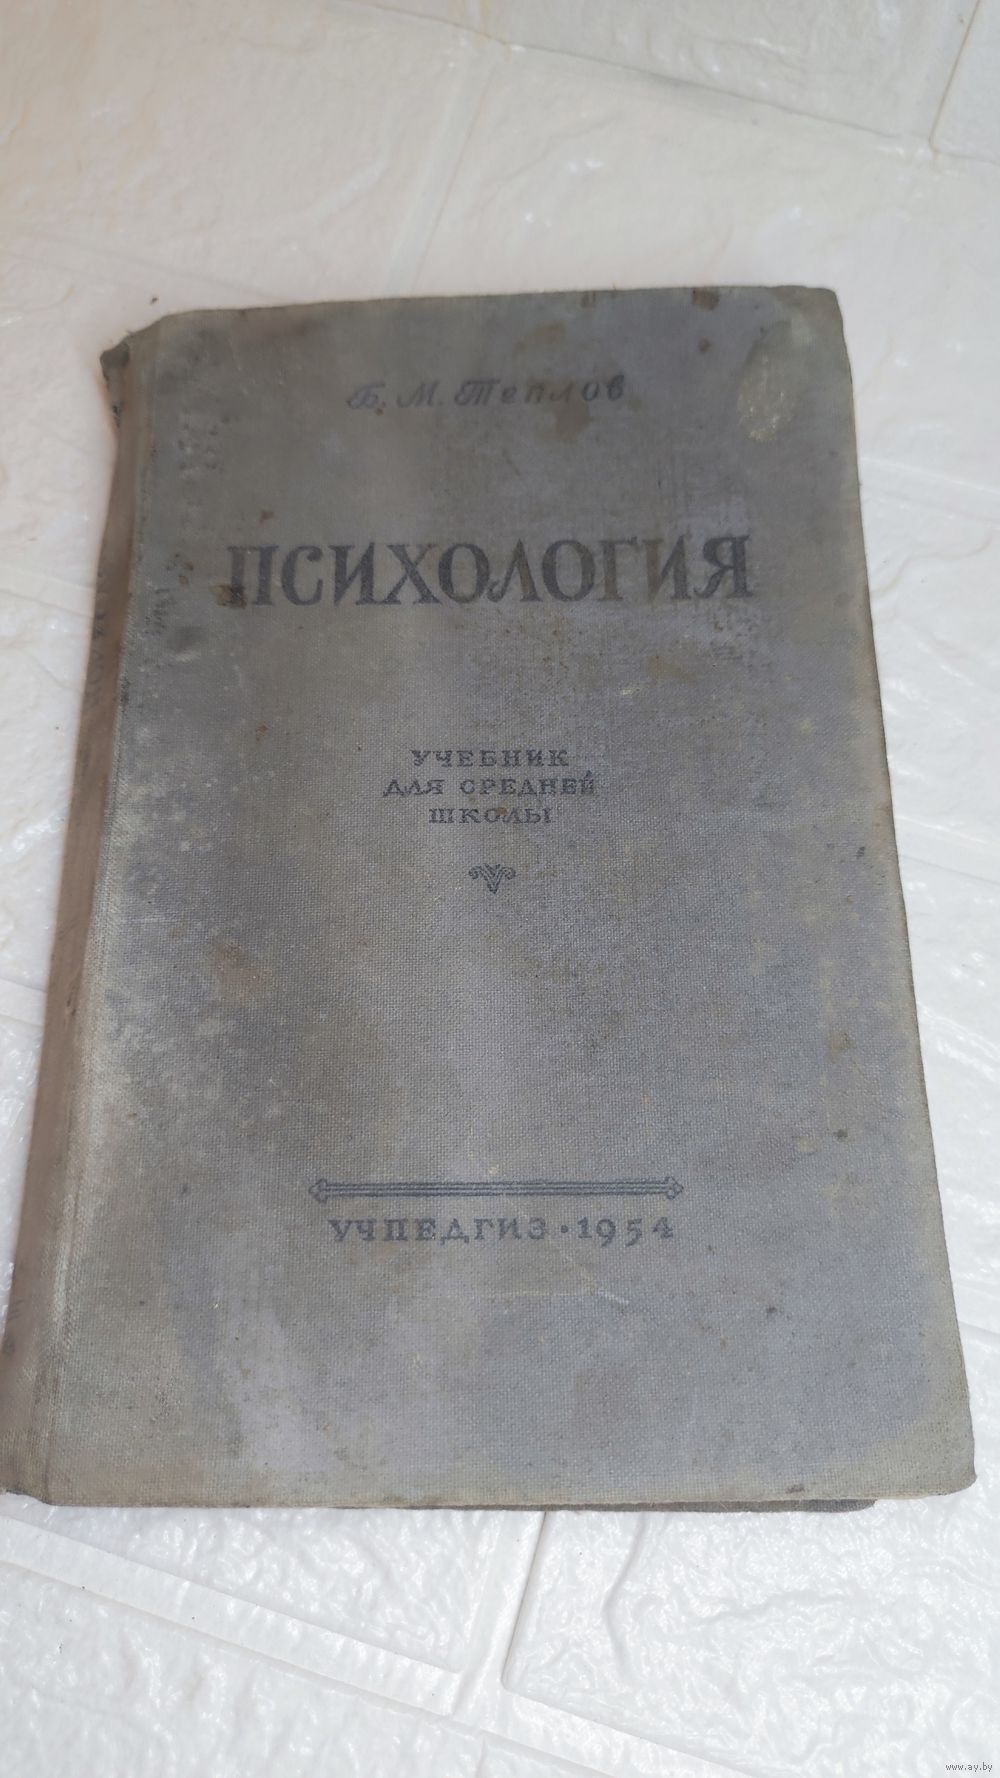 Б. М. Теплов
ПСИХОЛОГИЯ
УЧЕБНИК
ДЛЯ СРЕДНЕЙ
ШКОЛЫ
УЧПЕДГИЗ • 1954
www.ay.by